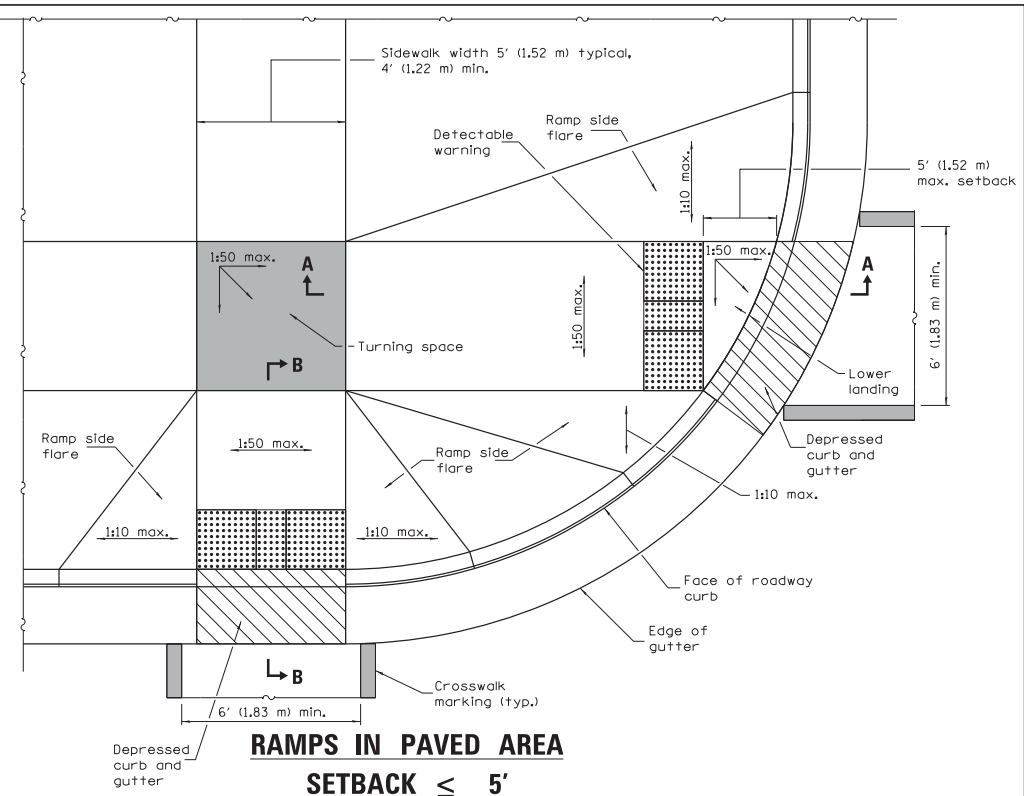 Sidewalk width 5' (1.52 m) typical,
4' (1.22 m) min.
Ramp side
flare
Detectable
warning
1:10 max.
5' (1.52 m)
max. setback
1:50 max.
A
1:50 max.
A
1:50 max.
Turning space
B
6' (1.83 m) min.
Lower
landing
Ramp side
flare
1:50 max.
Ramp side
flare
Depressed
curb and
gutter
1:10 max.
1:10 max.
1:10 max.
Face of roadway
curb
Edge of
gutter
B
Crosswalk
marking (typ.)
6' (1.83 m) min.
Depressed
curb and
gutter
RAMPS IN PAVED AREA
SETBACK ≤ 5'